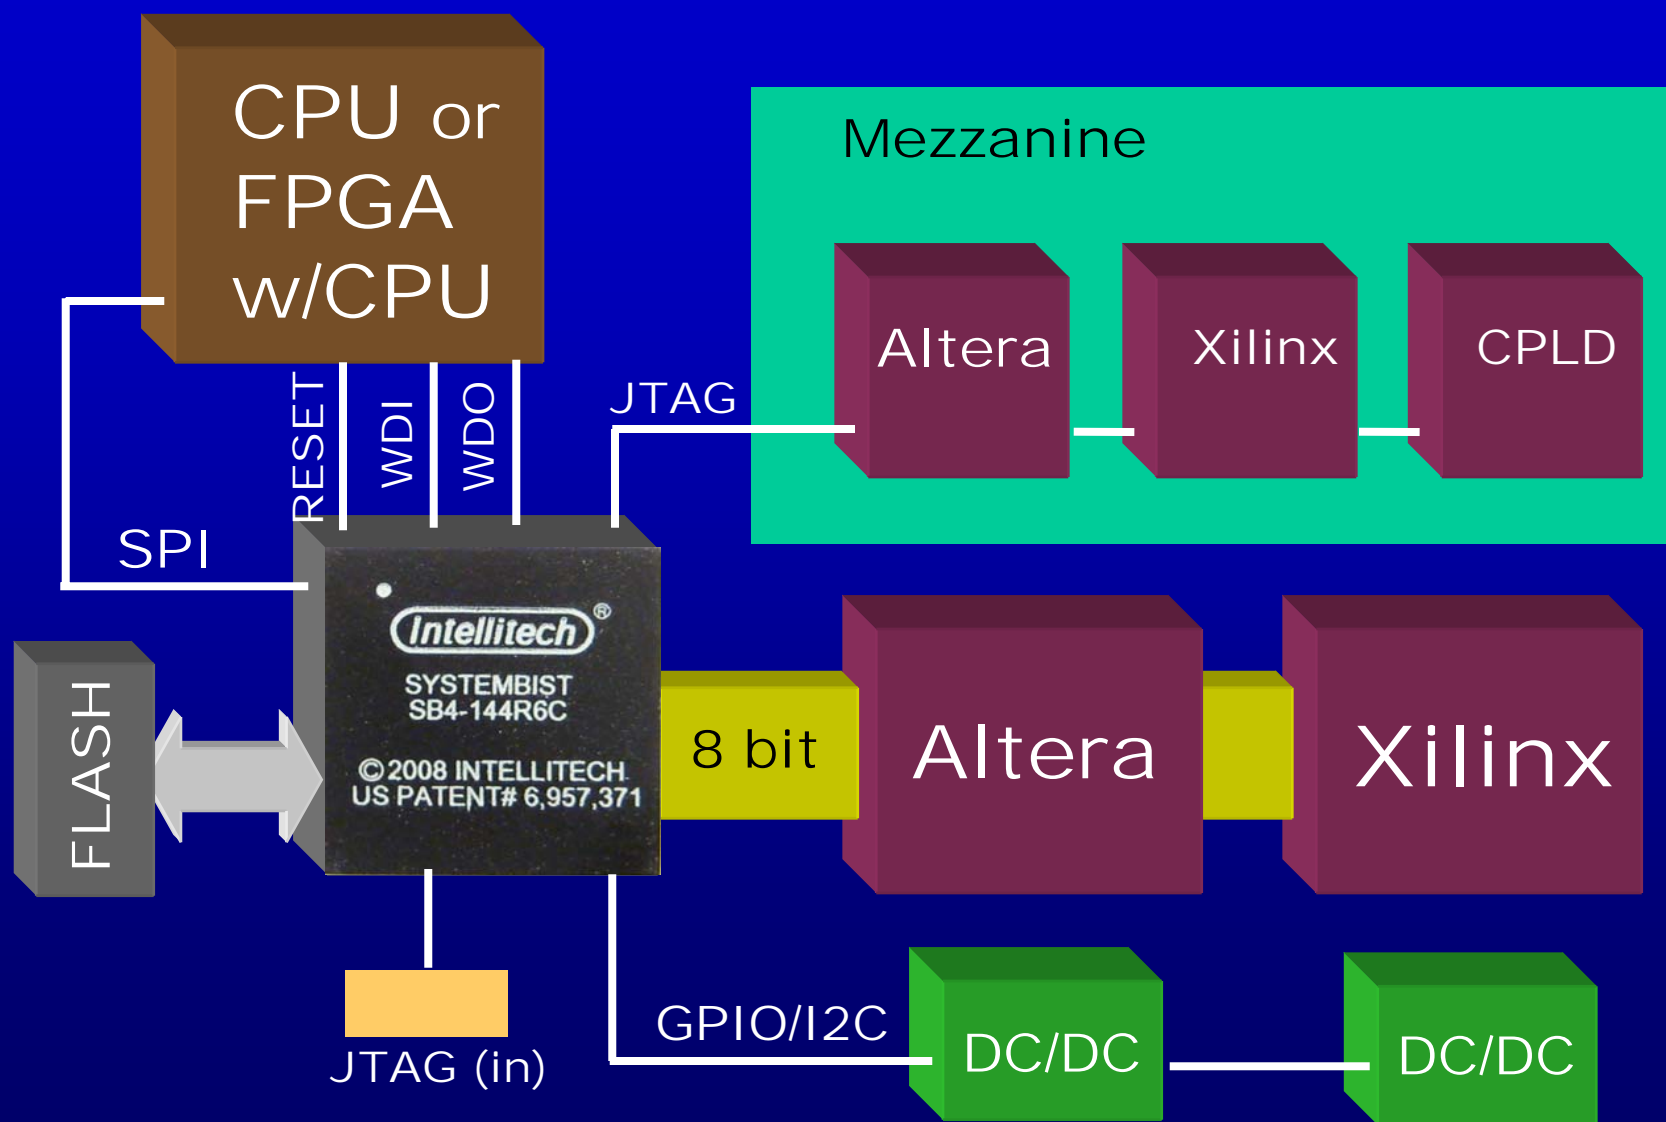 CPU or
FPGA
w/CPU
Mezzanine
Altera
Xilinx
CPLD
JTAG
RESET
WDI
WDO
SPI
Intellitech®
SYSTEMBIST
SB4-144R6C
©2008 INTELLITECH
US PATENT# 6,957,371
FLASH
8 bit
Altera
Xilinx
JTAG (in)
GPIO/I2C
DC/DC
DC/DC